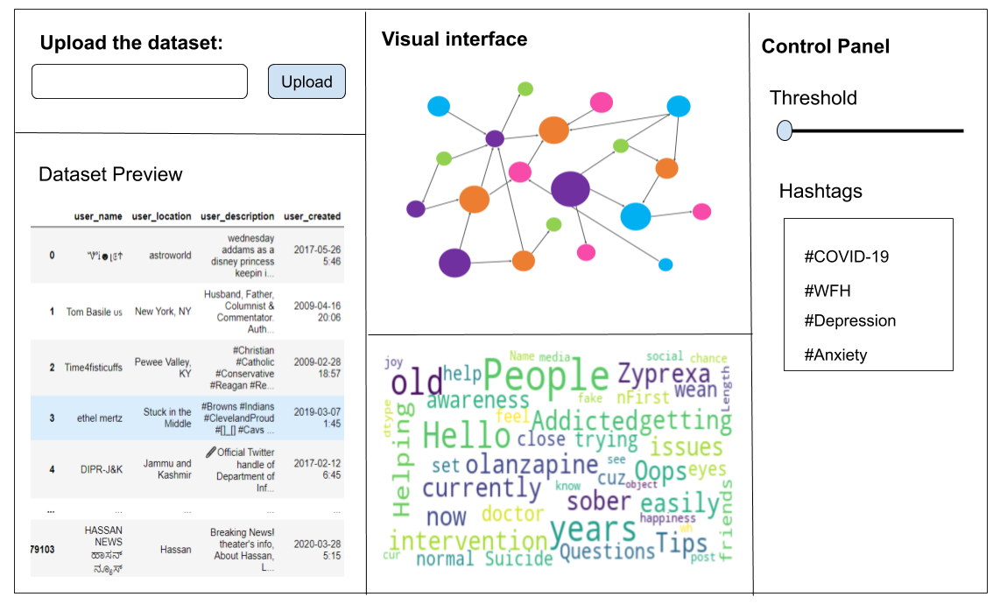 Upload the dataset:
Upload
Dataset Preview
user_name user_location user_description user_created
0 astroworld wednesday addams as a disney princess keepin i... 2017-05-26 5:46
1 Tom Basile us New York, NY Husband, Father, Columnist & Commentator. Auth... 2009-04-16 20:06
2 Time4fisticuffs Pewee Valley, KY #Christian #Catholic #Conservative #Reagan #Re... 2009-02-28 18:57
3 ethel mertz Stuck in the Middle #Browns #Indians #ClevelandProud #[]_[] #Cavs ... 2019-03-07 1:45
4 DIPR-J&K Jammu and Kashmir 🖊Official Twitter handle of Department of Inf... 2017-02-12 6:45
... ... ... ... ...
79103 HASSAN NEWS ಹಾಸನ್ ನ್ಯೂಸ್ Hassan Breaking News! theater's info, About Hassan, L... 2020-03-28 5:15
Visual interface
joy
Name media
social chance
old
help
People
Zyprexa
Length
awareness
fake
nFirst
wean
dtype
feel
Addicted
getting
Helping
Hello
close
trying
issues
set
olanzapine
see
cuz
Oops
eyes
currently
know
object
sober
easily
now
doctor
happiness
friends
intervention
years
wh
Tips
cur
normal
Suicide
Questions
post
Control Panel
Threshold
Hashtags
#COVID-19
#WFH
#Depression
#Anxiety